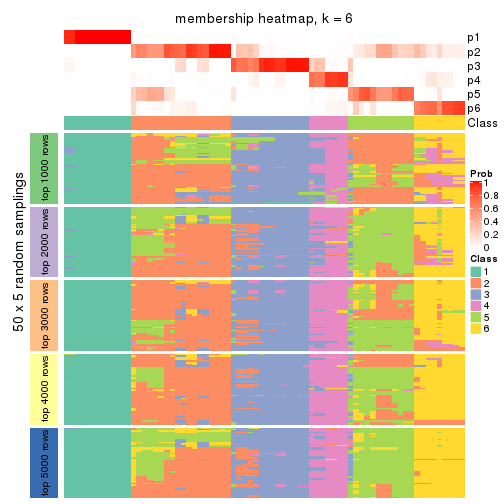 membership heatmap, k = 6
p1
p2
p3
p4
p5
p6
Class
50 x 5 random samplings
top 1000 rows
top 2000 rows
top 3000 rows
top 4000 rows
top 5000 rows
Prob
1
0.8
0.6
0.4
0.2
0
Class
1
2
3
4
5
6